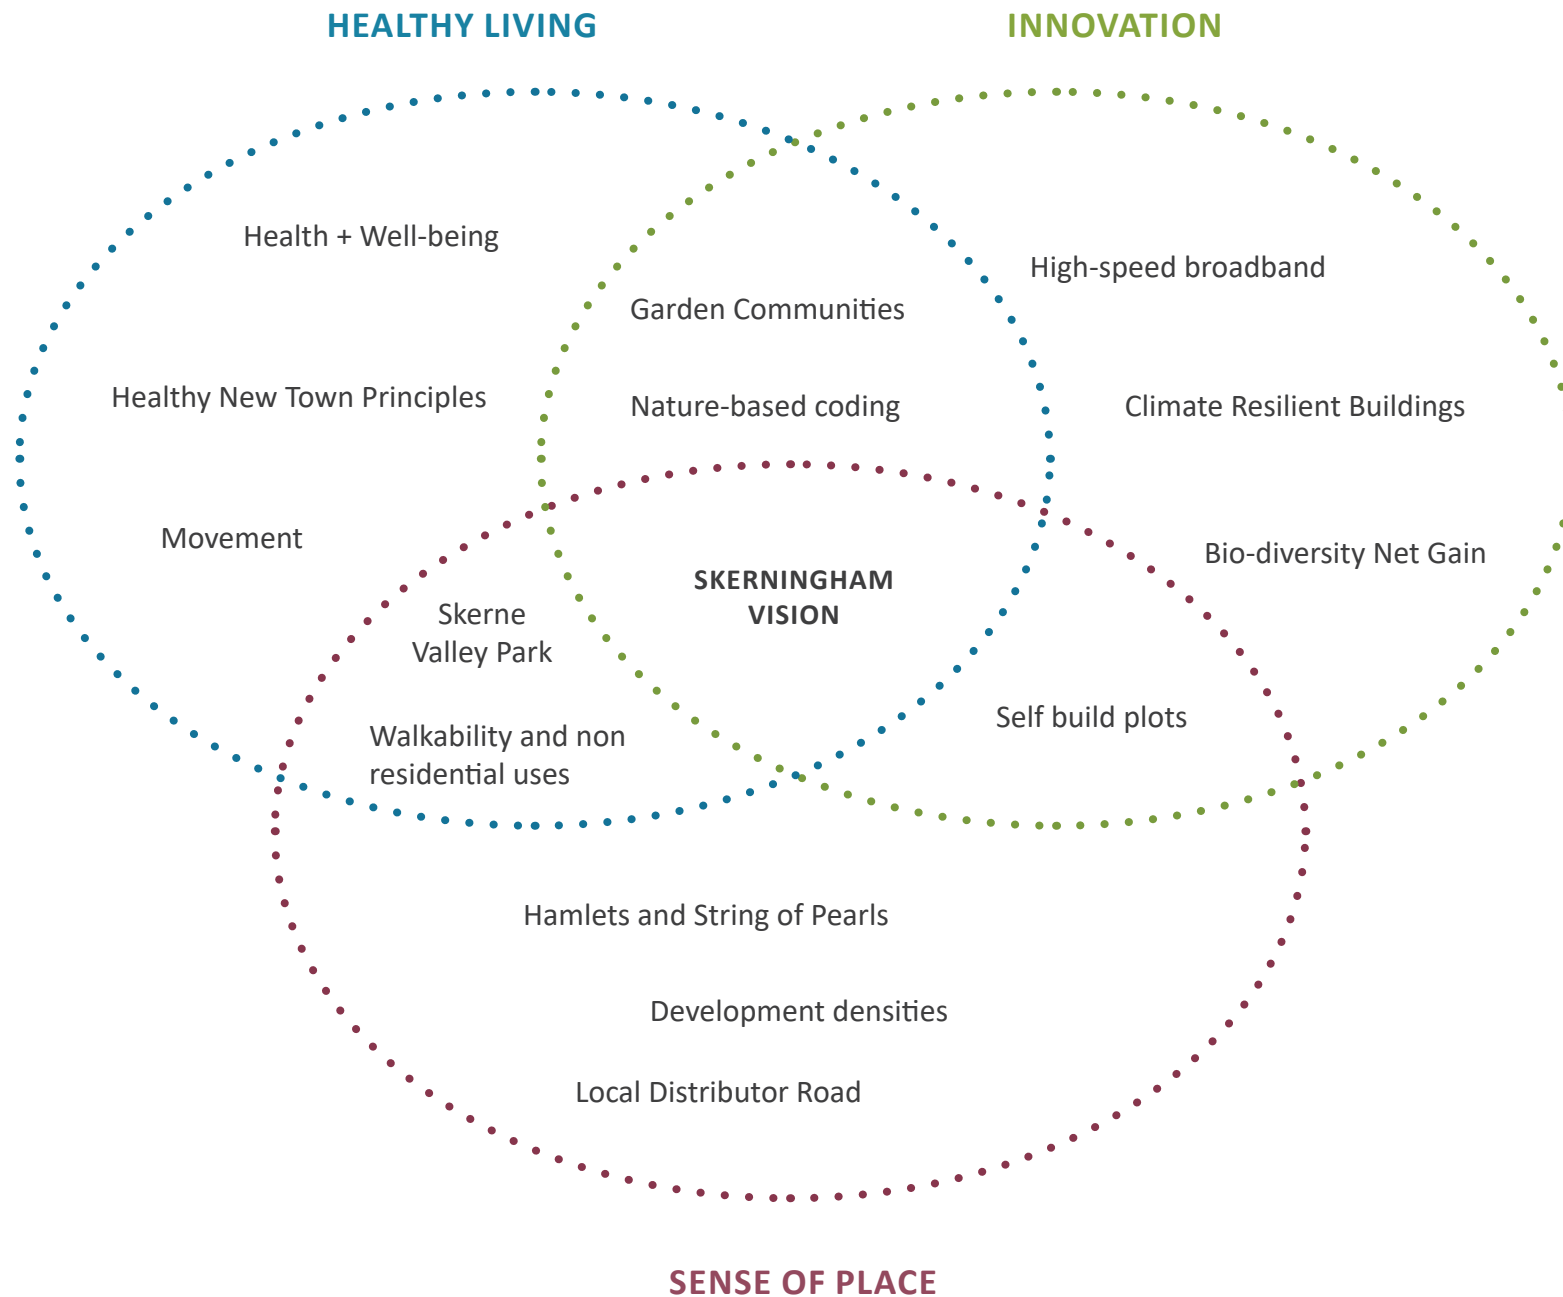 HEALTHY LIVING
INNOVATION
Health + Well-being
High-speed broadband
Garden Communities
Healthy New Town Principles
Nature-based coding
Climate Resilient Buildings
Movement
Bio-diversity Net Gain
SKERNINGHAM
VISION
Skerne
Valley Park
Self build plots
Walkability and non
residential uses
Hamlets and String of Pearls
Development densities
Local Distributor Road
SENSE OF PLACE